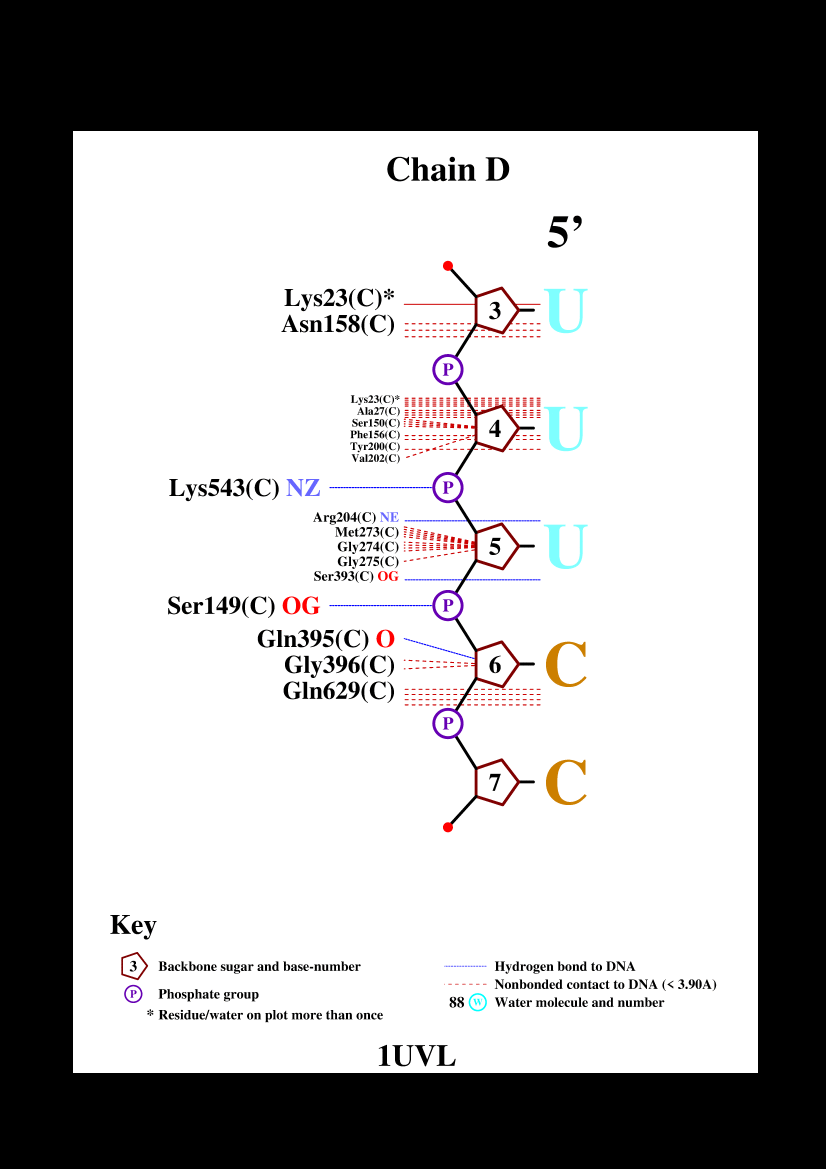 Chain D
5’
Lys23(C)*
3 U
Asn158(C)
P
Lys23(C)*
Ala27(C)
Ser150(C)
4 U
Phe156(C)
Tyr200(C)
Val202(C)
Lys543(C) NZ P
Arg204(C) NE
Met273(C)
Gly274(C) 5 U
Gly275(C)
Ser393(C) OG
Ser149(C) OG P
Gln395(C) O
Gly396(C) 6 C
Gln629(C)
P
7 C
Key
3 Backbone sugar and base-number
P Phosphate group
* Residue/water on plot more than once
Hydrogen bond to DNA
Nonbonded contact to DNA (< 3.90A)
88 W Water molecule and number
1UVL